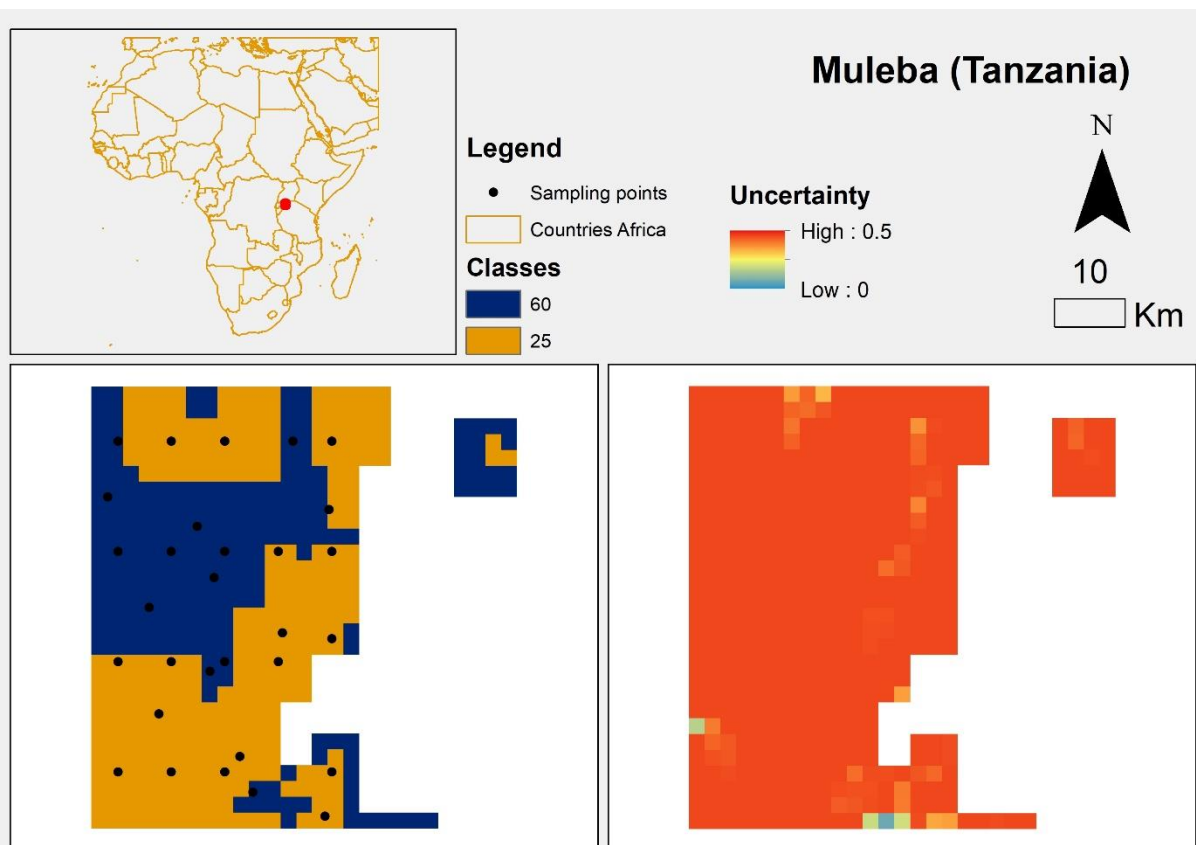 Muleba (Tanzania)
N
Legend
Sampling points
Countries Africa
Classes
60
25
Uncertainty
High : 0.5
Low : 0
10
Km